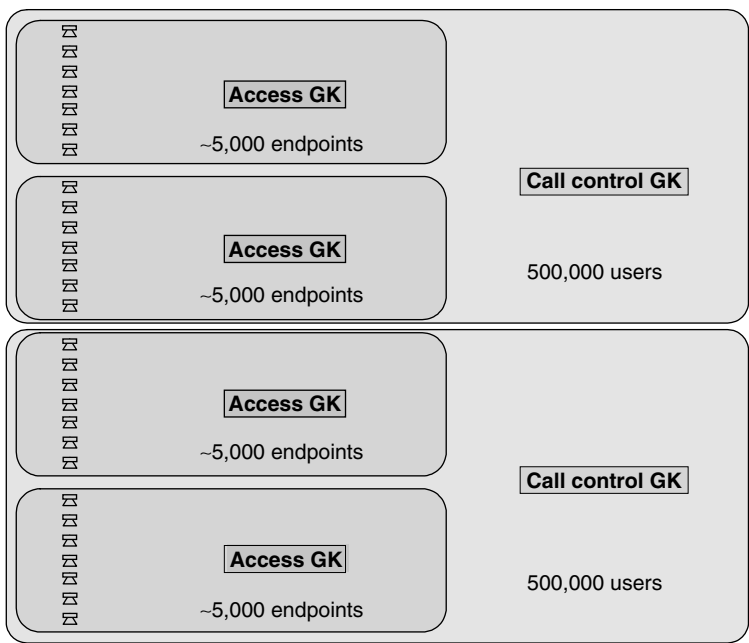 Access GK
~5,000 endpoints
Call control GK
Access GK
500,000 users
~5,000 endpoints
Access GK
~5,000 endpoints
Call control GK
Access GK
500,000 users
~5,000 endpoints